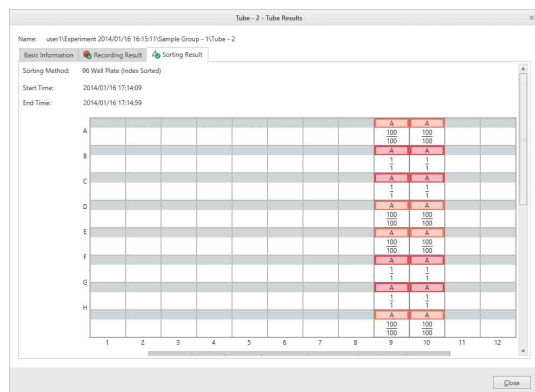 Tube - 2 - Tube Results
Name: user1\Experiment 2014/01/16 16:15:11\Sample Group - 1\Tube - 2
Basic Information Recording Result Sorting Result
Sorting Method: 96 Well Plate (Index Sorted)
Start Time: 2014/01/16 17:14:09
End Time: 2014/01/16 17:14:59
A A
A 100 100
100 100
A A
B 1 1
1 1
A A
C 1 1
1 1
A A
D 100 100
100 100
A A
E 100 100
100 100
A A
F 1 1
1 1
A A
G 1 1
1 1
A A
H 100 100
100 100
1 2 3 4 5 6 7 8 9 10 11 12
Close